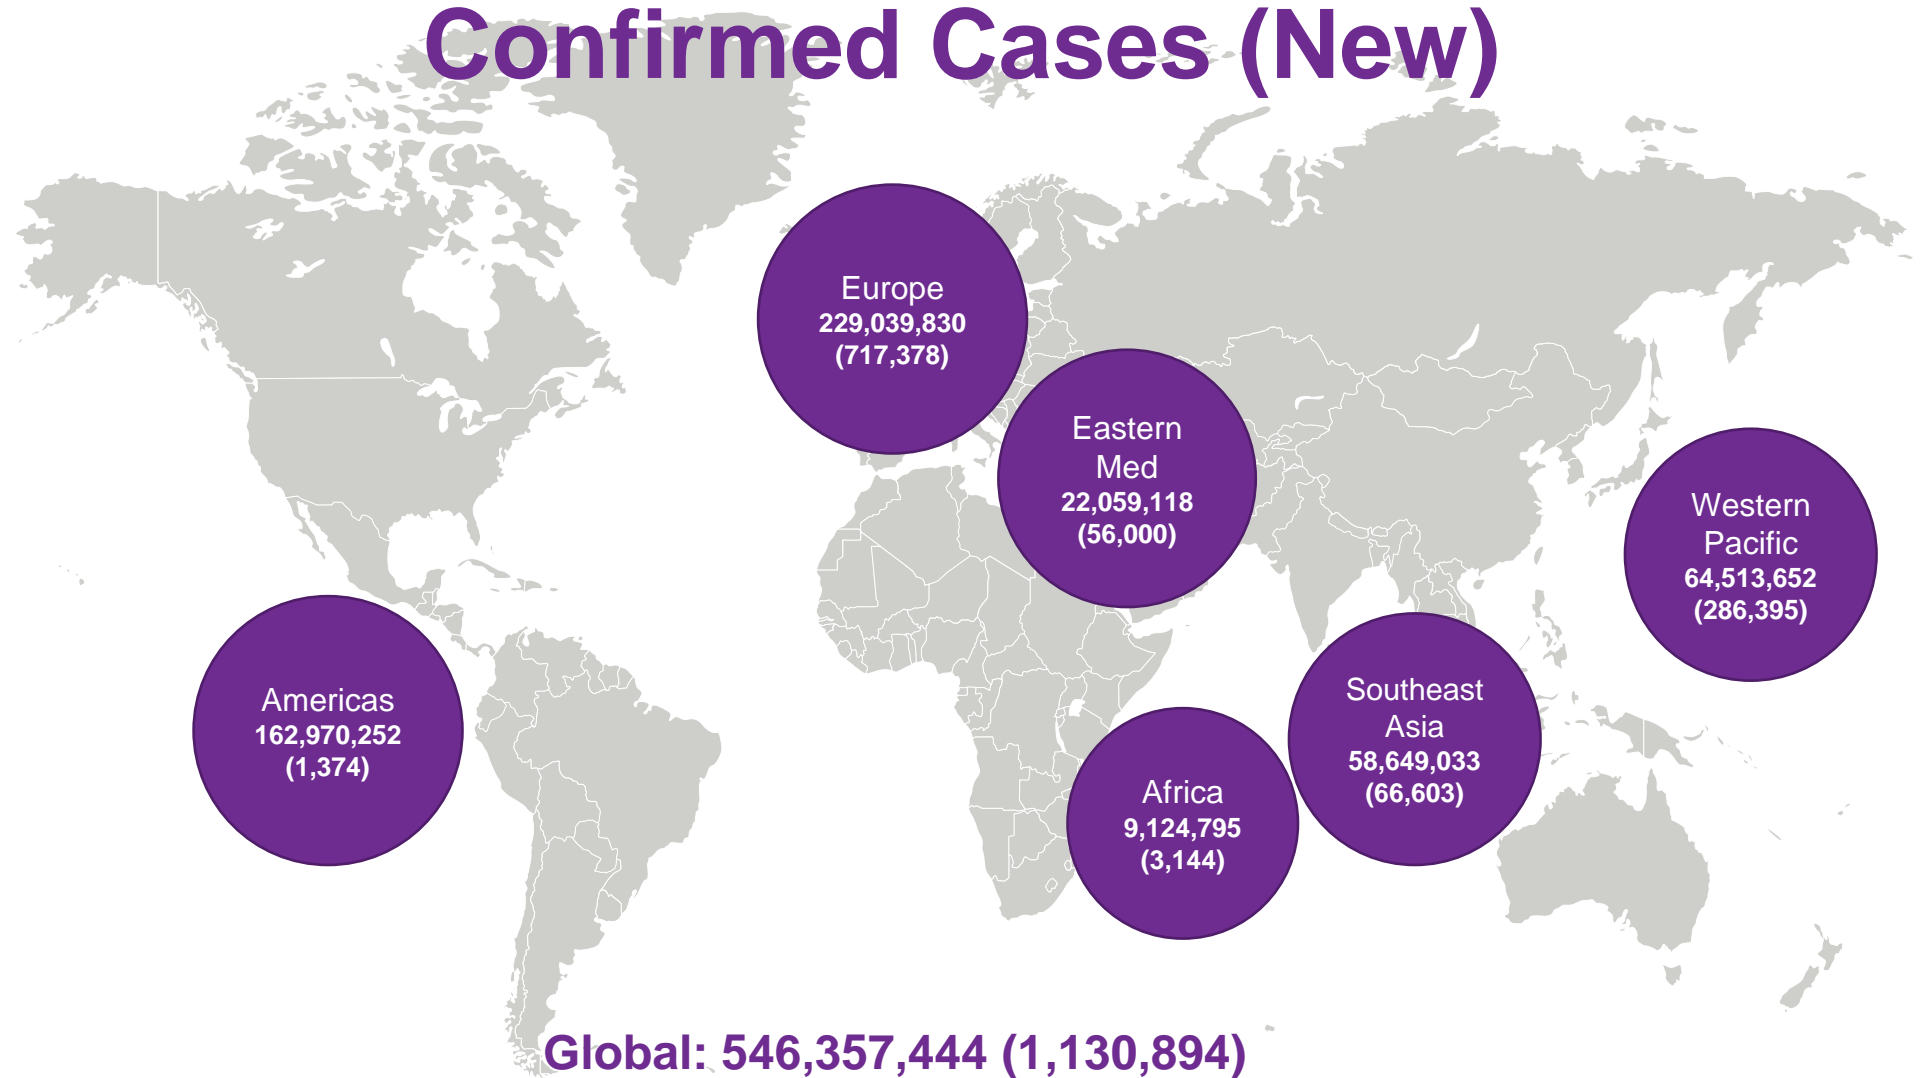 Confirmed Cases (New)
Europe
229,039,830
(717,378)
Eastern
Med
22,059,118
(56,000)
Western
Pacific
64,513,652
(286,395)
Americas
162,970,252
(1,374)
Southeast
Asia
58,649,033
(66,603)
Africa
9,124,795
(3,144)
Global: 546,357,444 (1,130,894)